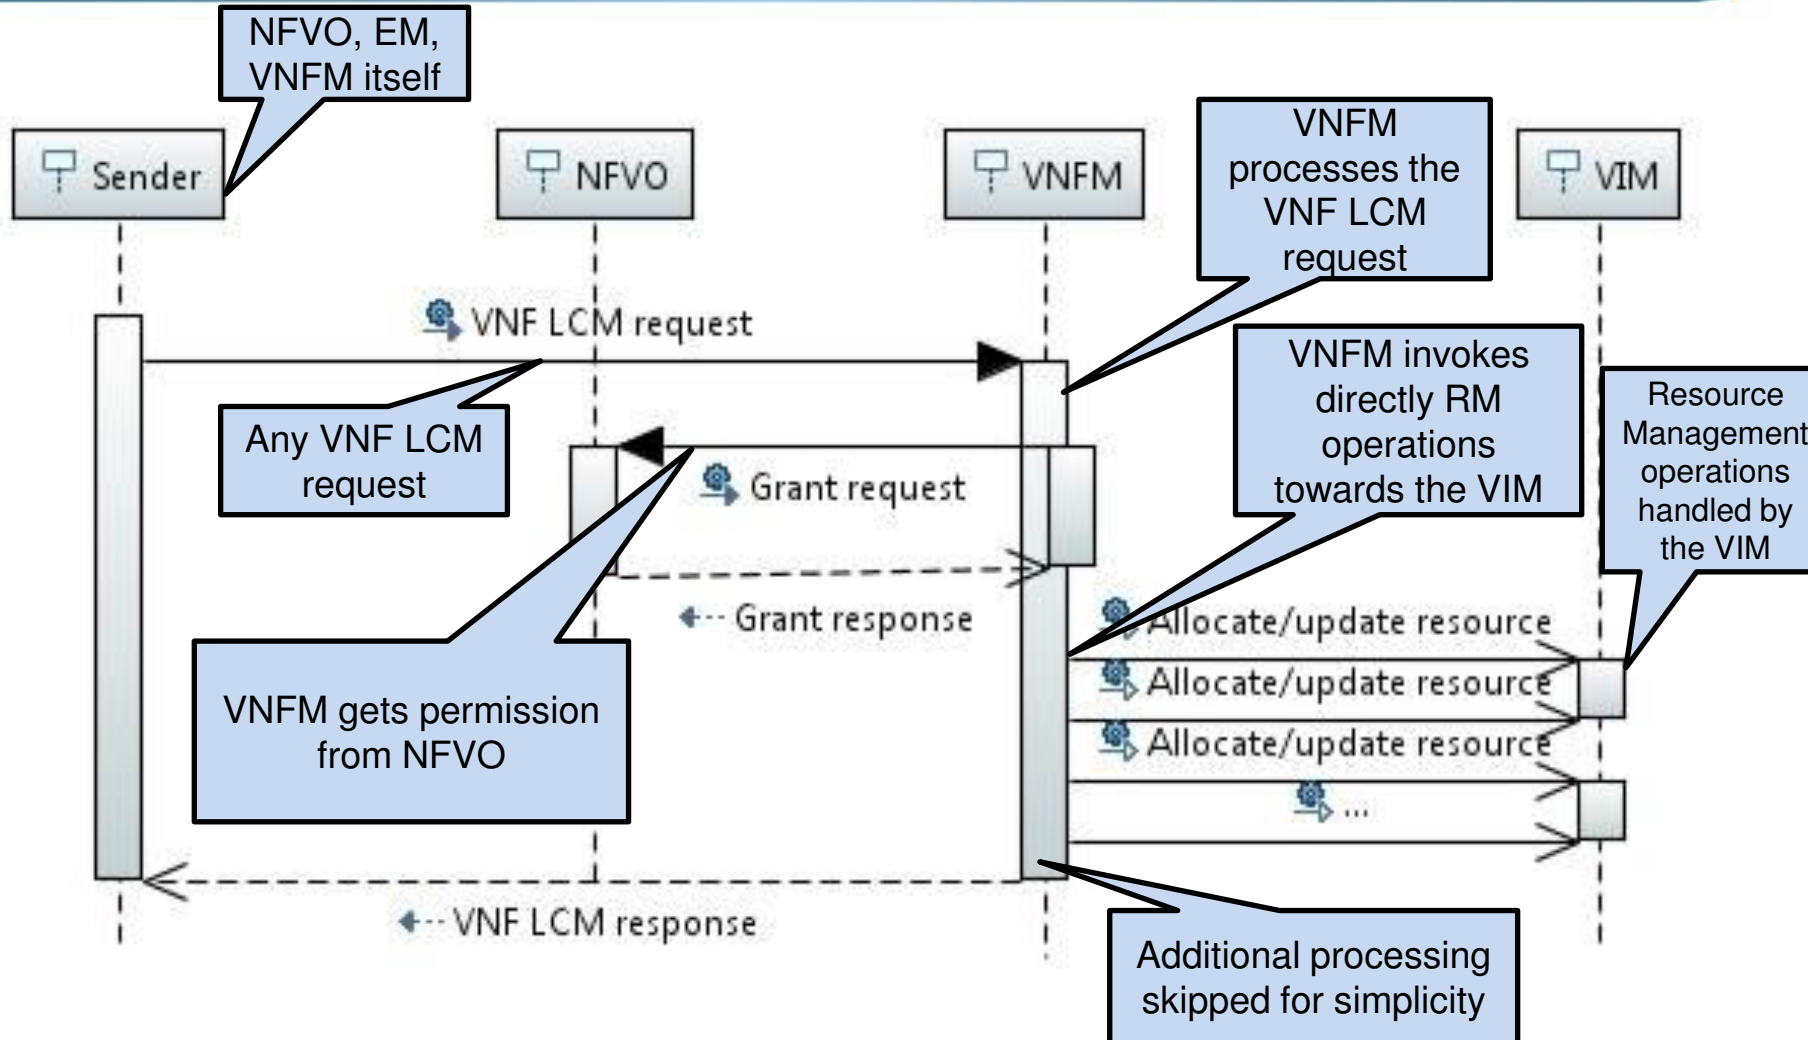 NFVO, EM,
VNFM itself
Sender
NFVO
VNFM
VIM
VNFM
processes the
VNF LCM
request
VNF LCM request
Any VNF LCM
request
VNFM invokes
directly RM
operations
towards the VIM
Resource
Management
operations
handled by
the VIM
Grant request
Grant response
VNFM gets permission
from NFVO
Allocate/update resource
Allocate/update resource
Allocate/update resource
...
VNF LCM response
Additional processing
skipped for simplicity